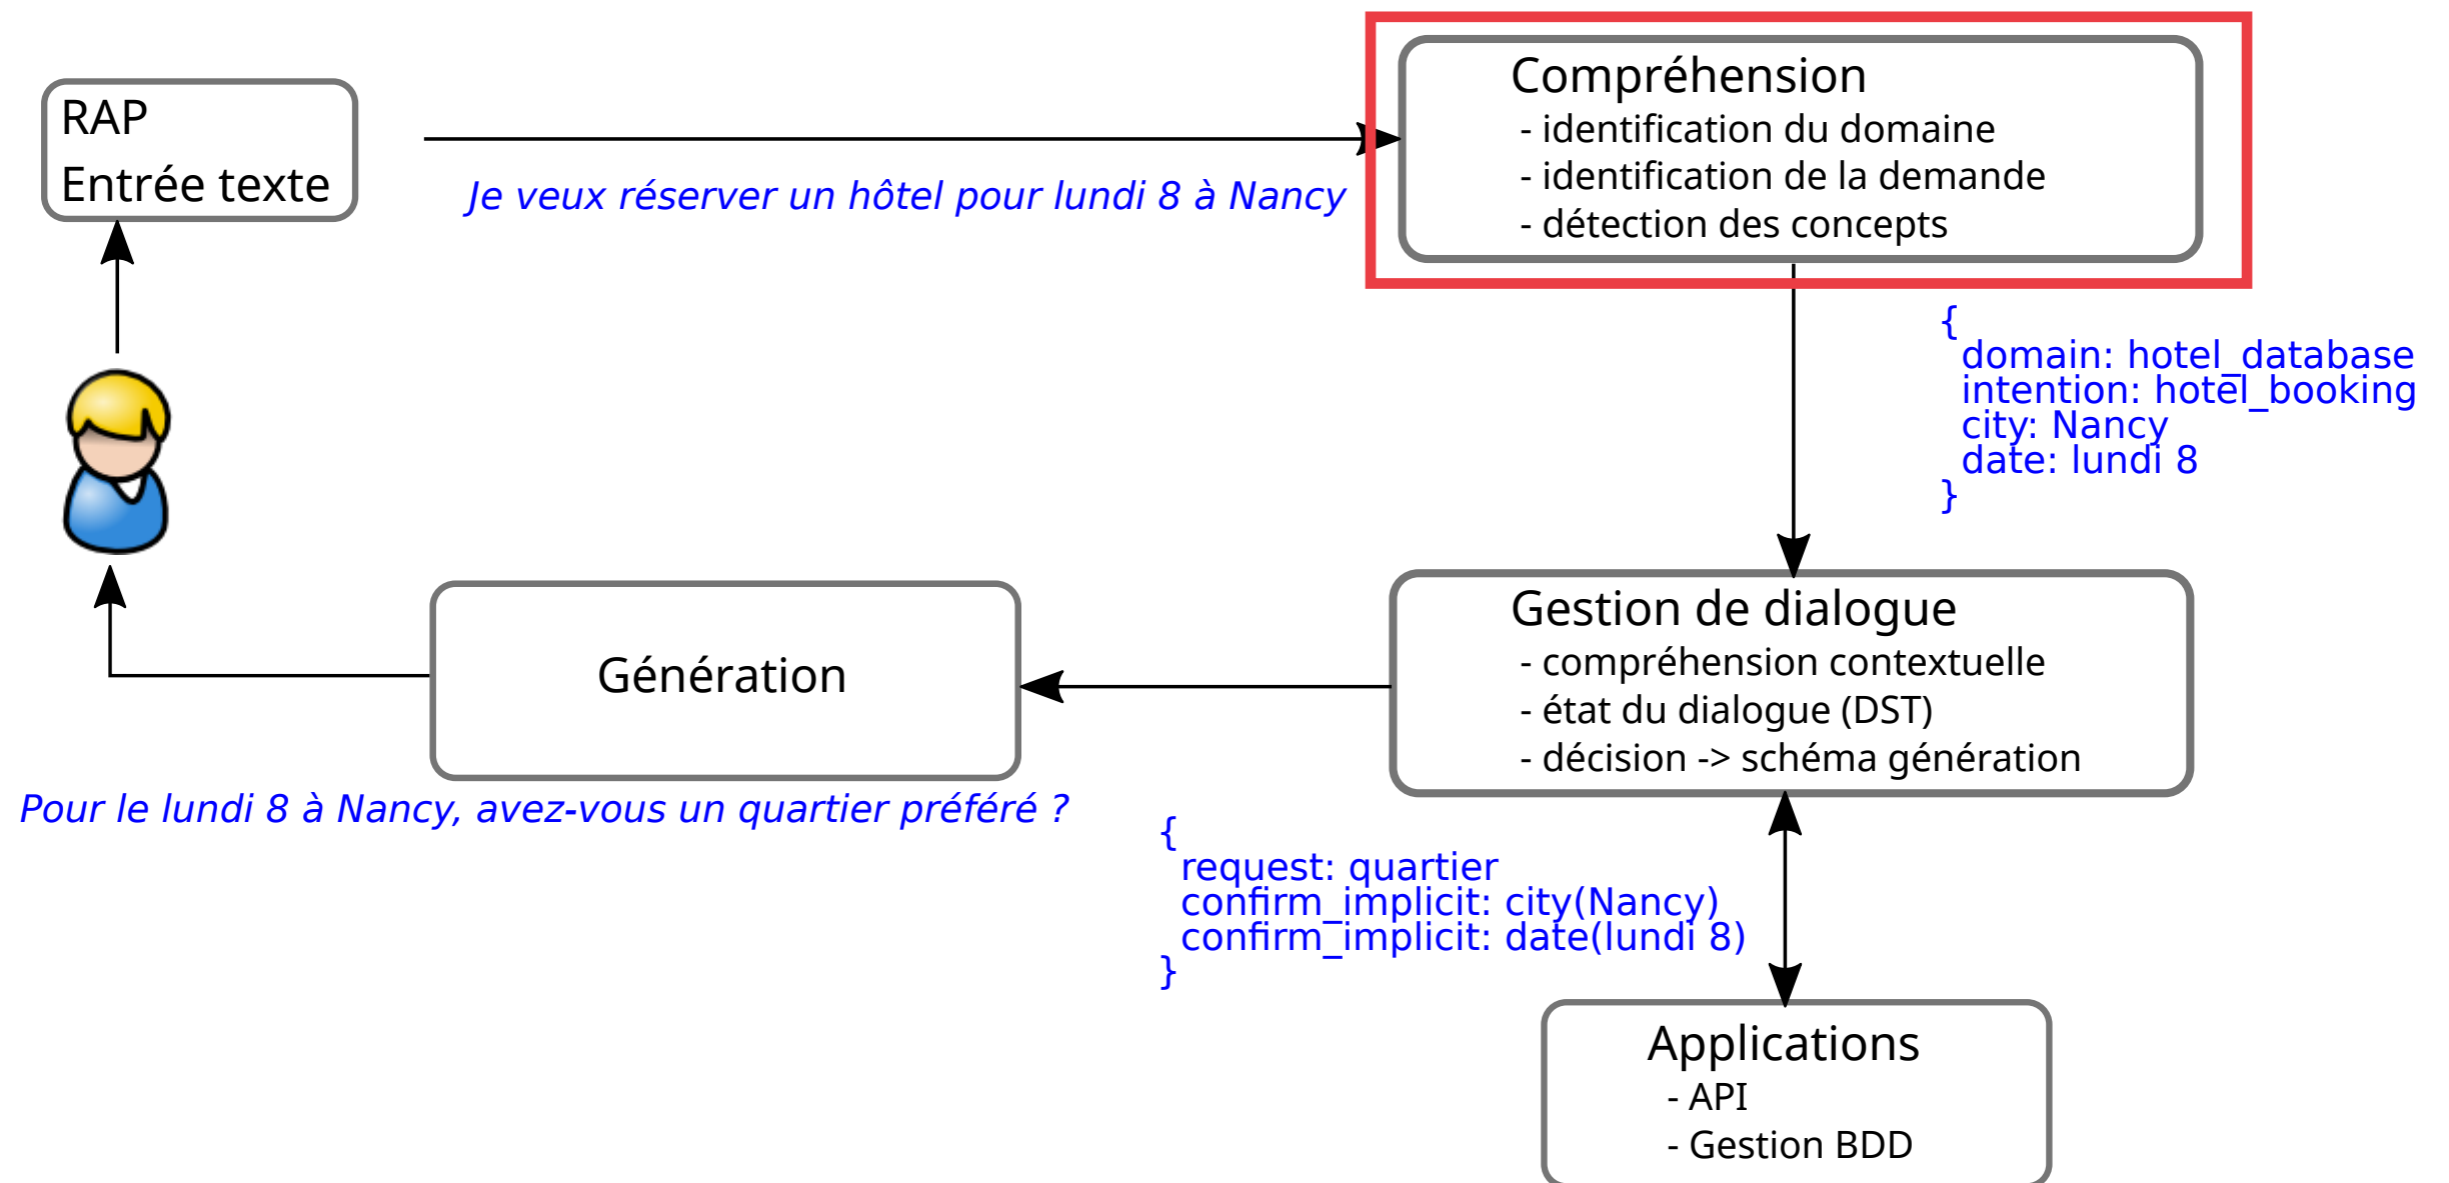 RAP
Entrée texte
Je veux réserver un hôtel pour lundi 8 à Nancy
Compréhension
- identification du domaine
- identification de la demande
- détection des concepts
{
domain: hotel_database
intention: hotel_booking
city: Nancy
date: lundi 8
}
Gestion de dialogue
- compréhension contextuelle
- état du dialogue (DST)
- décision -> schéma génération
Génération
Pour le lundi 8 à Nancy, avez-vous un quartier préféré ?
{
request: quartier
confirm_implicit: city(Nancy)
confirm_implicit: date(lundi 8)
}
Applications
- API
- Gestion BDD